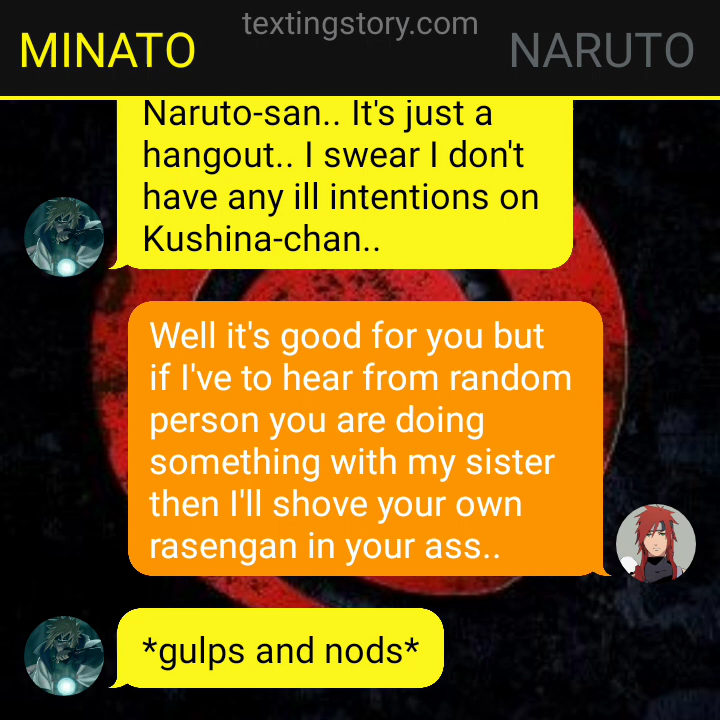 textingstory.com
MINATO
NARUTO
Naruto-san.. It's just a
hangout.. I swear I don't
have any ill intentions on
Kushina-chan..
Well it's good for you but
if I've to hear from random
person you are doing
something with my sister
then I'll shove your own
rasengan in your ass..
*gulps and nods*